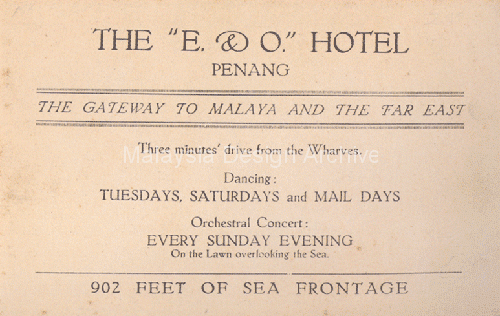 THE "E. & O." HOTEL
PENANG
THE GATEWAY TO MALAYA AND THE FAR EAST
Three minutes' drive from the Wharves.
Malaysia Design Archive
Dancing:
TUESDAYS, SATURDAYS and MAIL DAYS
Orchestral Concert:
EVERY SUNDAY EVENING
On the Lawn overlooking the Sea.
902 FEET OF SEA FRONTAGE